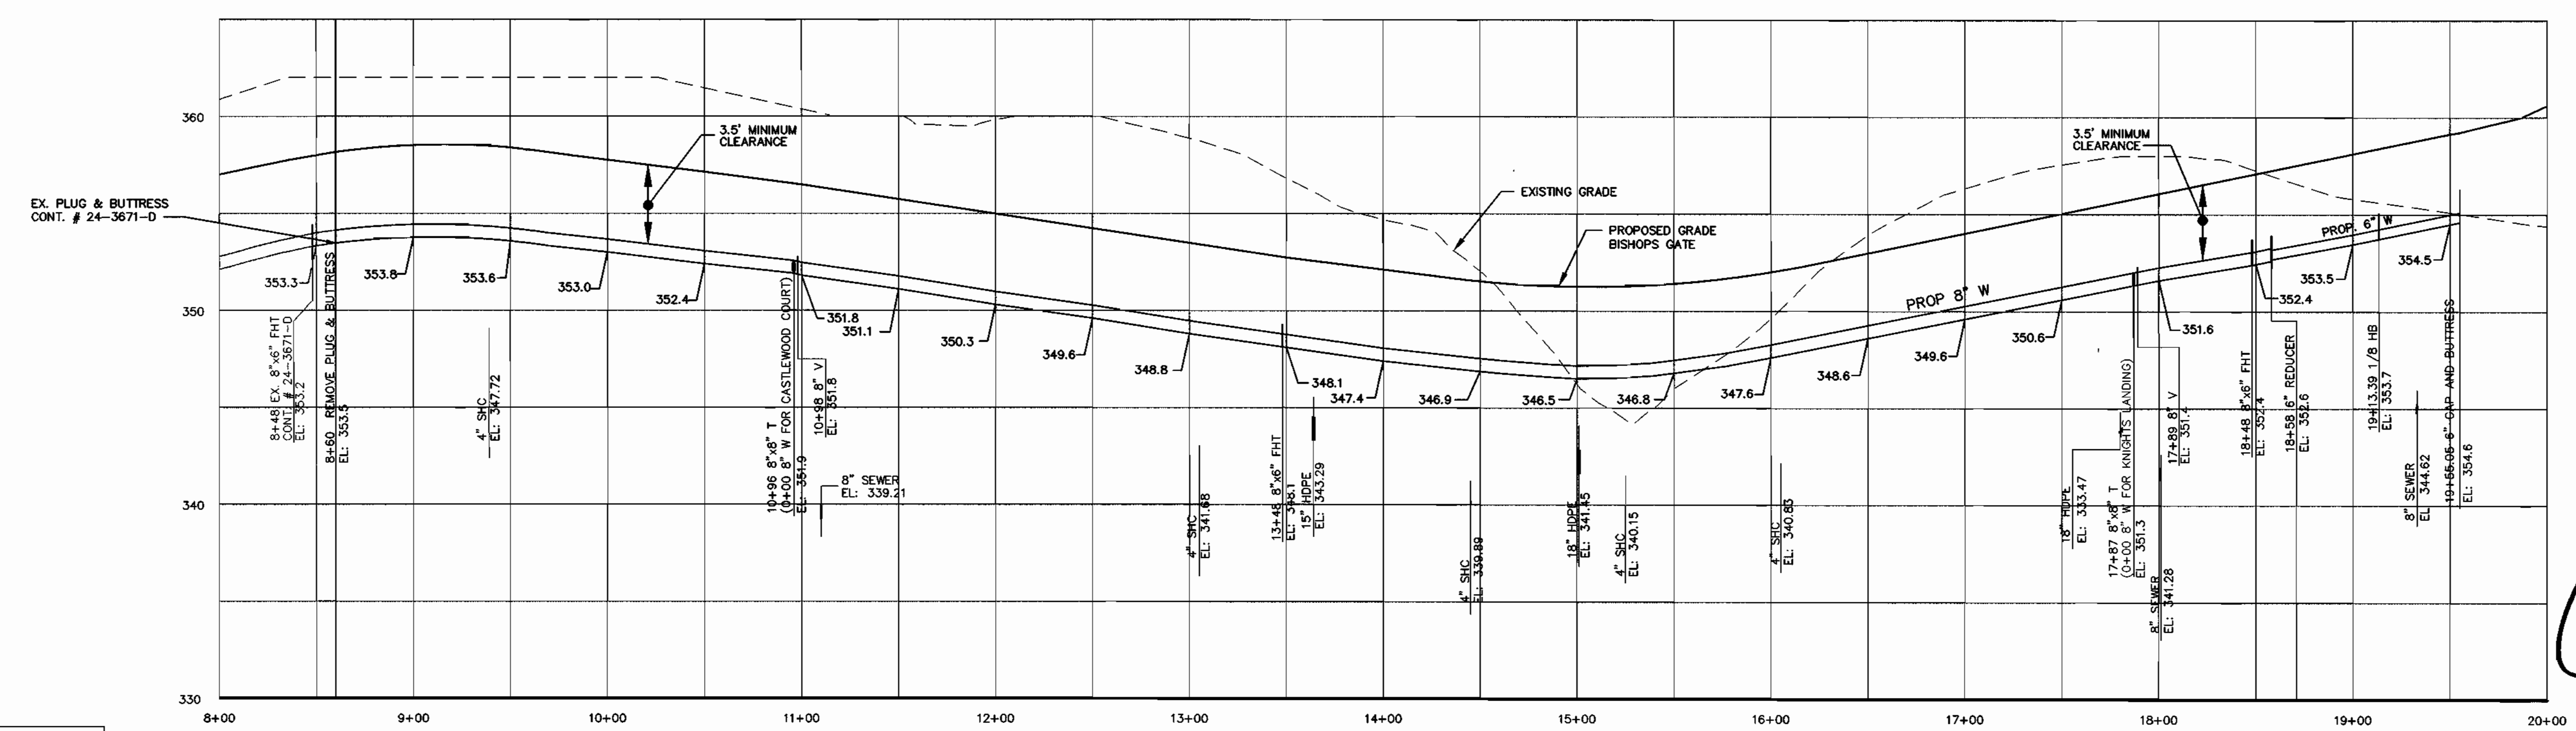 365
360
350
340
330
8+00
9+00
10+00
11+00
12+00
13+00
14+00
15+00
16+00
17+00
18+00
19+00
20+00
EX. PLUG & BUTTRESS
CONT. # 24-3671-D
3.5' MINIMUM
CLEARANCE
EXISTING GRADE
PROPOSED GRADE
BISHOPS GATE
3.5' MINIMUM
CLEARANCE
PROP 8" W
PROP. 6" W
353.3
353.8
353.6
353.0
352.4
351.8
351.1
350.3
349.6
348.8
348.1
347.4
346.9
346.5
346.8
347.6
348.6
349.6
350.6
351.6
352.4
353.5
354.5
8+48 EX. 8"x6" FHT
CONT. # 24-3671-D
EL: 353.2
8+60 REMOVE PLUG & BUTTRESS
EL: 353.5
4" SHC
EL: 347.72
10+96 8"x8" T
(0+00 8" W FOR CASTLEWOOD COURT)
EL: 351.9
10+98 8" V
EL: 351.8
8" SEWER
EL: 339.21
4" SHC
EL: 341.68
13+48 8"x6" FHT
EL: 348.1
15" HDPE
EL: 343.29
4" SHC
EL: 339.89
18" HDPE
EL: 341.45
4" SHC
EL: 340.15
4" SHC
EL: 340.83
18" HDPE
EL: 333.47
17+87 8"x8" T
(0+00 8" W FOR KNIGHTS LANDING)
EL: 351.3
8" SEWER
EL: 341.28
17+89 8" V
EL: 351.4
18+48 8"x6" FHT
EL: 352.4
18+58 6" REDUCER
EL: 352.6
19+13.39 1/8 HB
EL: 353.7
8" SEWER
EL 344.62
19+55.05 6" CAP AND BUTTRESS
EL: 354.6